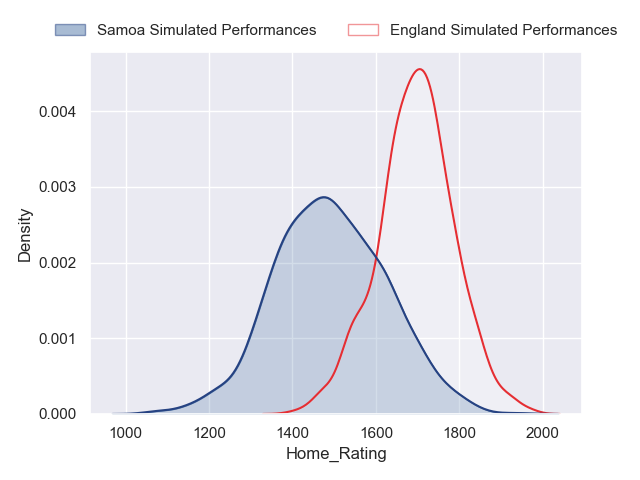 Samoa Simulated Performances England Simulated Performances
0.004
0.003
0.002
0.001
0.000
Density
1000 1200 1400 1600 1800 2000
Home_Rating